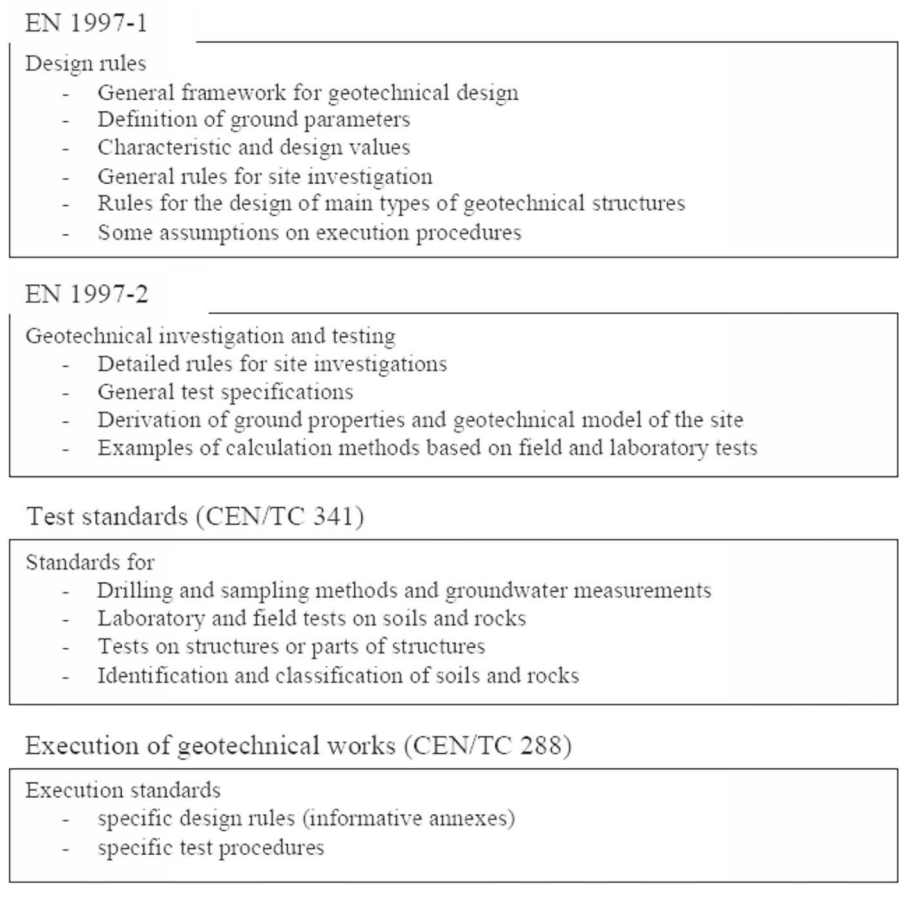 EN 1997-1
Design rules
- General framework for geotechnical design
- Definition of ground parameters
- Characteristic and design values
- General rules for site investigation
- Rules for the design of main types of geotechnical structures
- Some assumptions on execution procedures
EN 1997-2
Geotechnical investigation and testing
- Detailed rules for site investigations
- General test specifications
- Derivation of ground properties and geotechnical model of the site
- Examples of calculation methods based on field and laboratory tests
Test standards (CEN/TC 341)
Standards for
- Drilling and sampling methods and groundwater measurements
- Laboratory and field tests on soils and rocks
- Tests on structures or parts of structures
- Identification and classification of soils and rocks
Execution of geotechnical works (CEN/TC 288)
Execution standards
- specific design rules (informative annexes)
- specific test procedures